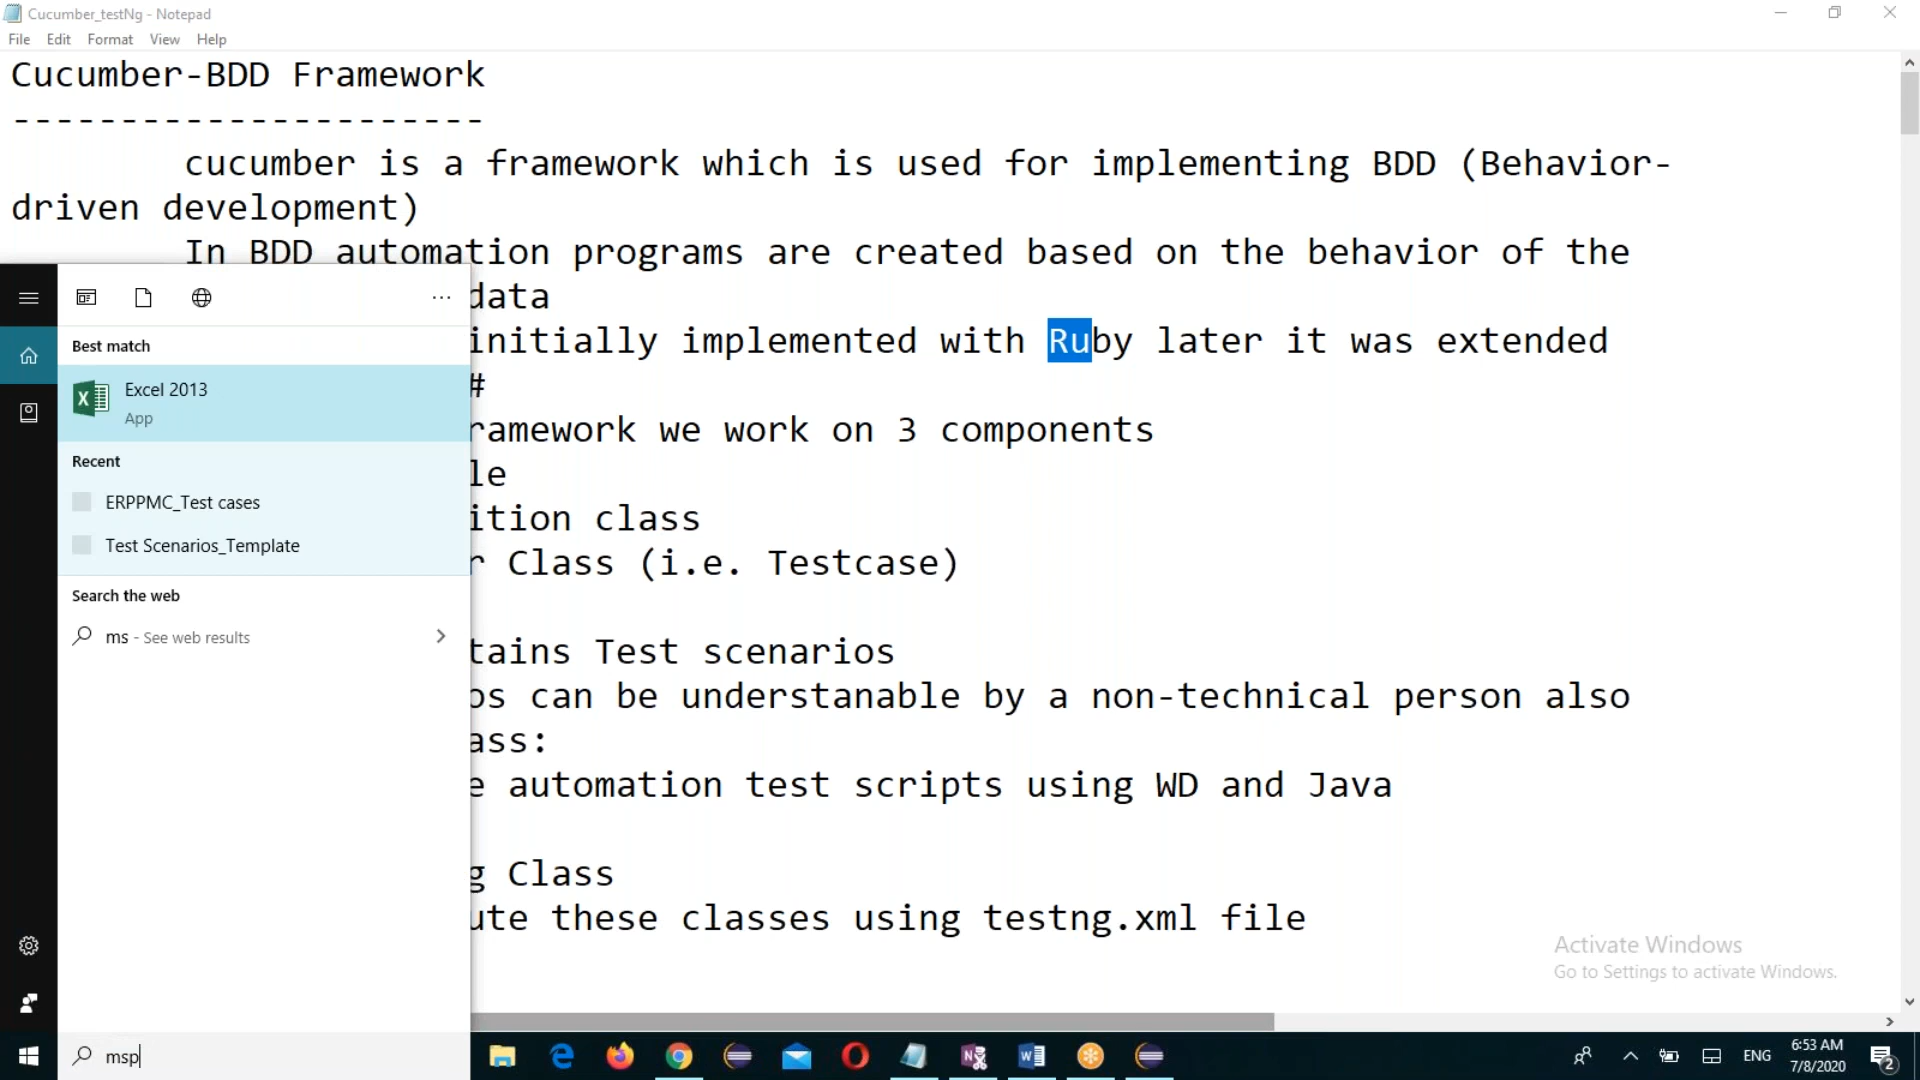 Cucumber_testNg - Notepad
File Edit Format View Help
Cucumber-BDD Framework
----------------------
cucumber is a framework which is used for implementing BDD (Behavior-
driven development)
In BDD automation programs are created based on the behavior of the
data
initially implemented with Ruby later it was extended
#
ramework we work on 3 components
le
ition class
r Class (i.e. Testcase)
tains Test scenarios
os can be understanable by a non-technical person also
ass:
e automation test scripts using WD and Java
g Class
ute these classes using testng.xml file
Best match
Excel 2013
App
Recent
ERPPMC_Test cases
Test Scenarios_Template
Search the web
ms - See web results
msp
Activate Windows
Go to Settings to activate Windows.
ENG
6:53 AM
7/8/2020
2